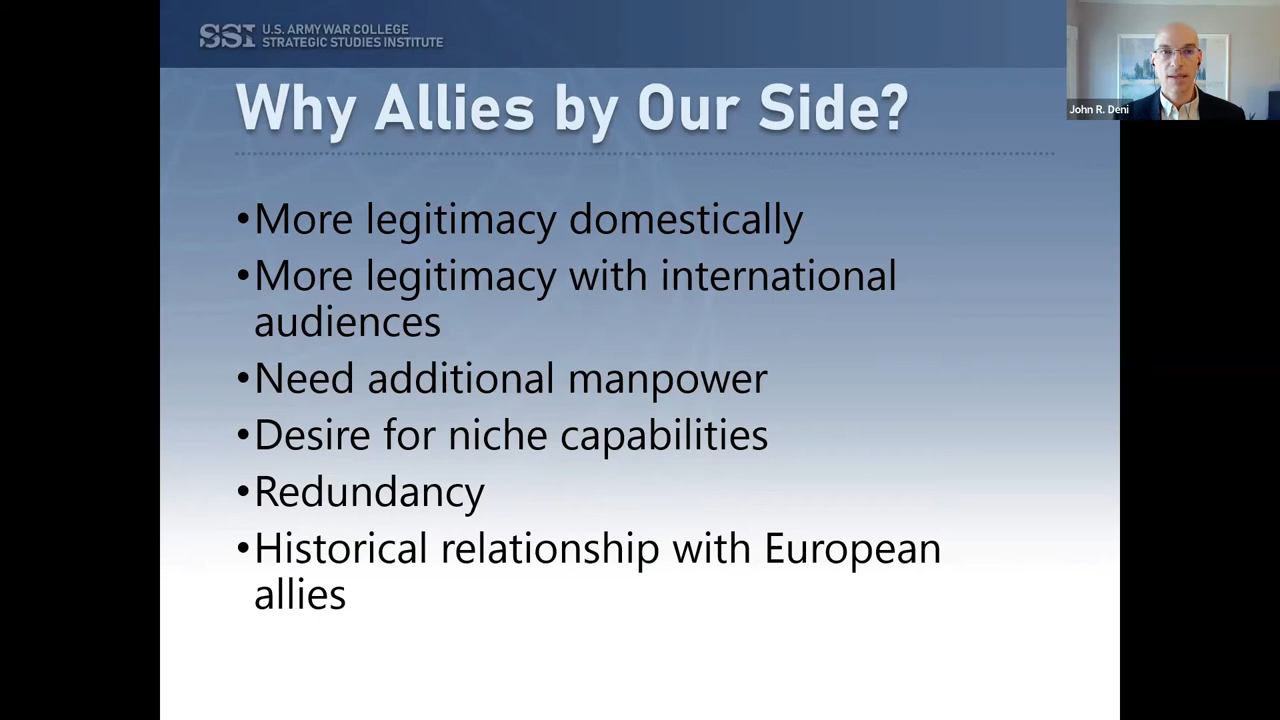 SSI U.S. ARMY WAR COLLEGE
STRATEGIC STUDIES INSTITUTE
John R. Deni
Why Allies by Our Side?
•More legitimacy domestically
•More legitimacy with international
audiences
•Need additional manpower
•Desire for niche capabilities
•Redundancy
•Historical relationship with European
allies